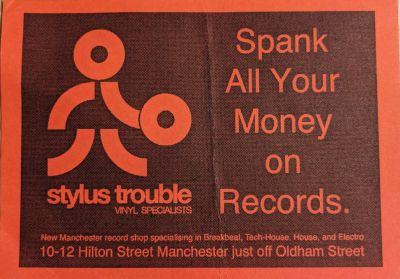 Spank
All Your
Money
on
Records.
stylus trouble
VINYL SPECIALISTS
New Manchester record shop specialising in Breakbeat, Tech-House, House, and Electro
10-12 Hilton Street Manchester just off Oldham Street